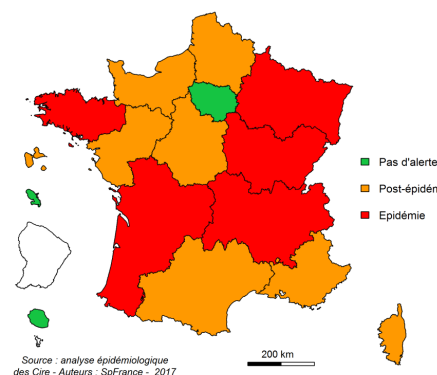 Pas d'alerte
Post-épidém
Epidémie
200 km
Source : analyse épidémiologique
des Cire - Auteurs : SpFrance - 2017